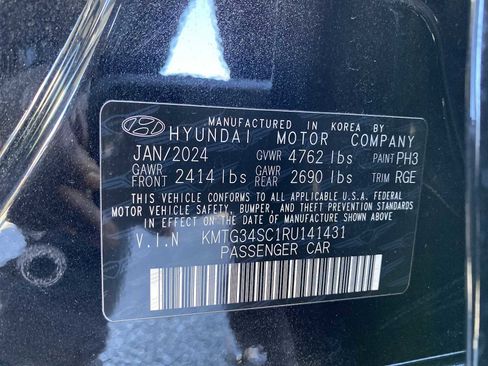 MANUFACTURED IN KOREA BY
HYUNDAI MOTOR COMPANY
JAN/2024 GVWR 4762 lbs PAINT PH3
GAWR FRONT 2414 lbs GAWR REAR 2690 lbs TRIM RGE
THIS VEHICLE CONFORMS TO ALL APPLICABLE U.S.A. FEDERAL
MOTOR VEHICLE SAFETY, BUMPER, AND THEFT PREVENTION STANDARDS
IN EFFECT ON THE DATE OF MANUFACTURE SHOWN ABOVE
V.I.N KMTG34SC1RU141431
PASSENGER CAR